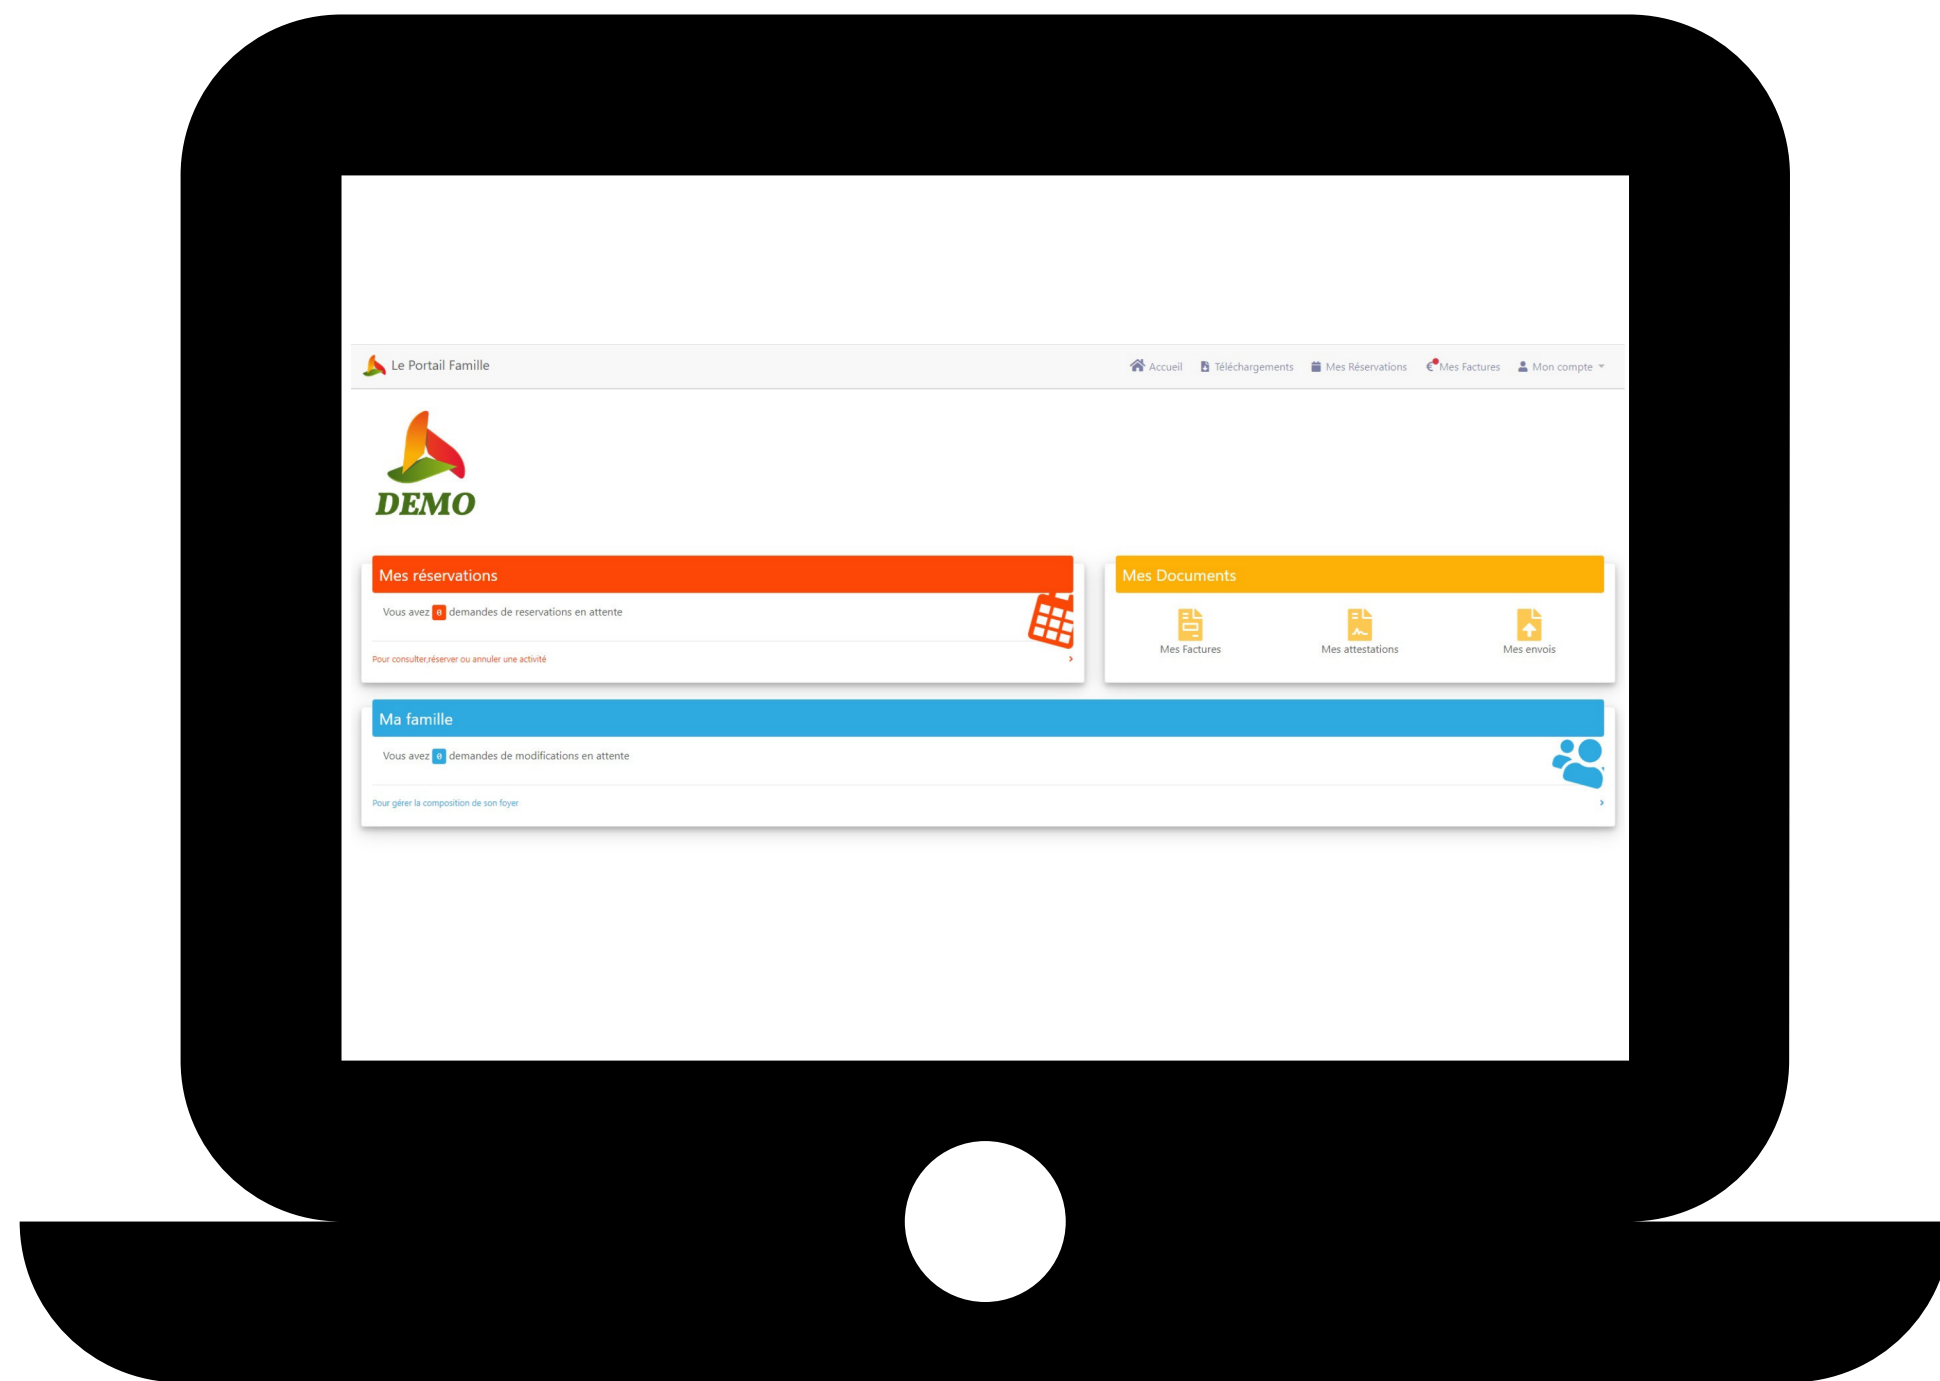 Le Portail Famille
Accueil Téléchargements Mes Réservations Mes Factures Mon compte
DEMO
Mes réservations
Vous avez 0 demandes de reservations en attente
Pour consulter,réserver ou annuler une activité
Mes Documents
Mes Factures Mes attestations Mes envois
Ma famille
Vous avez 0 demandes de modifications en attente
Pour gérer la composition de son foyer